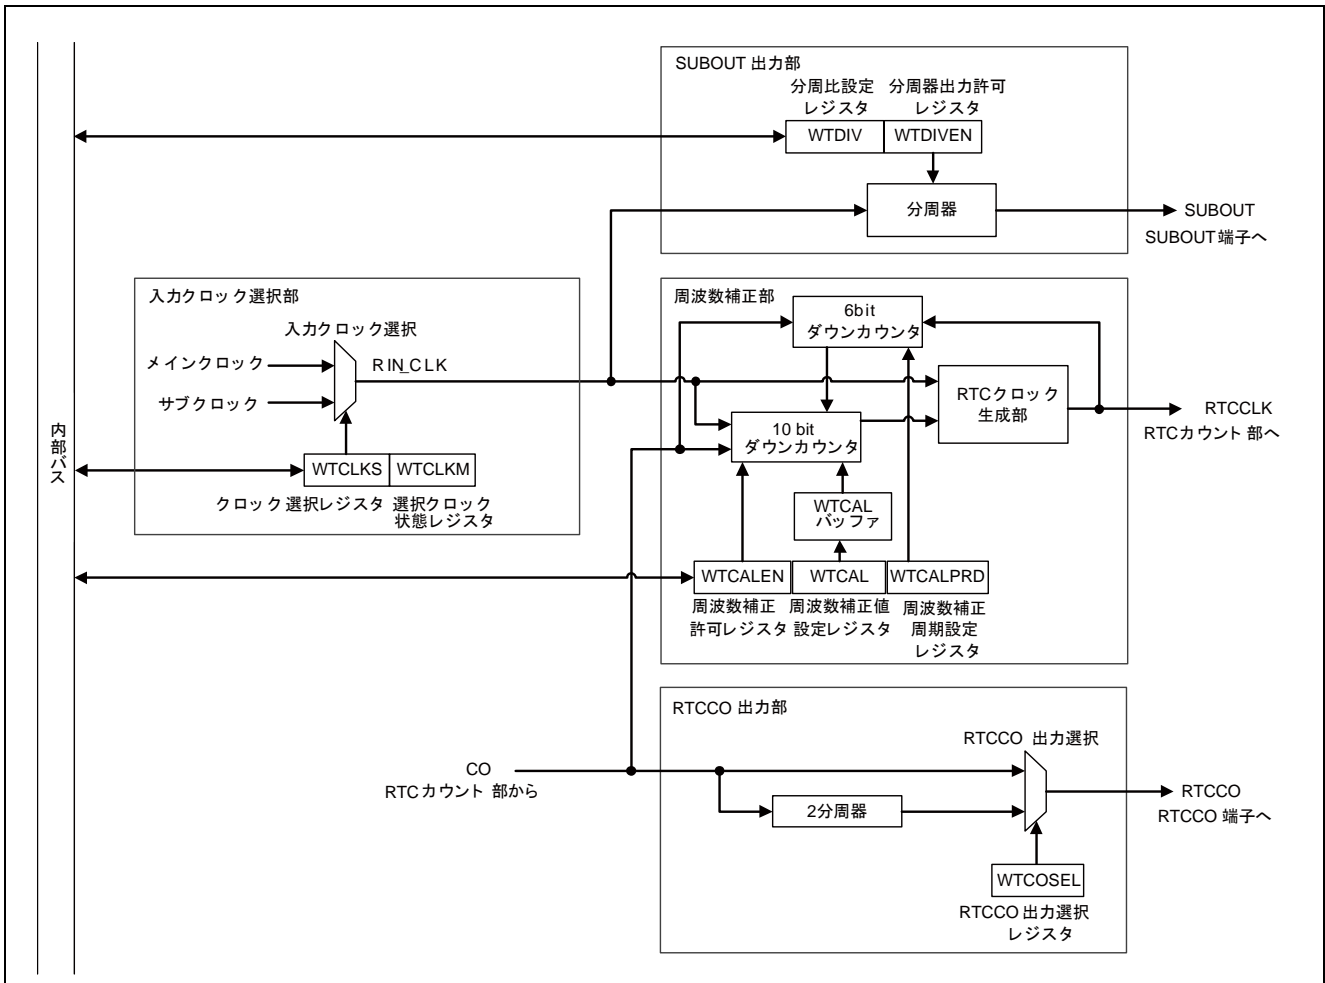 SUBOUT 出力部
分周比設定
レジスタ
分周器出力許可
レジスタ
WTDIV
WTDIVEN
分周器
SUBOUT
SUBOUT 端子へ
入力クロック選択部
入力クロック選択
メインクロック
サブクロック
RIN_CLK
WTCLKS
WTCLKM
クロック選択レジスタ
選択クロック
状態レジスタ
内部バス
周波数補正部
6bit
ダウンカウンタ
10 bit
ダウンカウンタ
RTCクロック
生成部
RTCCLK
RTCカウント 部へ
WTCAL
バッファ
WTCALEN
WTCAL
WTCALPRD
周波数補正
許可レジスタ
周波数補正値
設定レジスタ
周波数補正
周期設定
レジスタ
RTCCO 出力部
CO
RTCカウント 部から
2分周器
RTCCO 出力選択
RTCCO
RTCCO 端子へ
WTCOSEL
RTCCO 出力選択
レジスタ